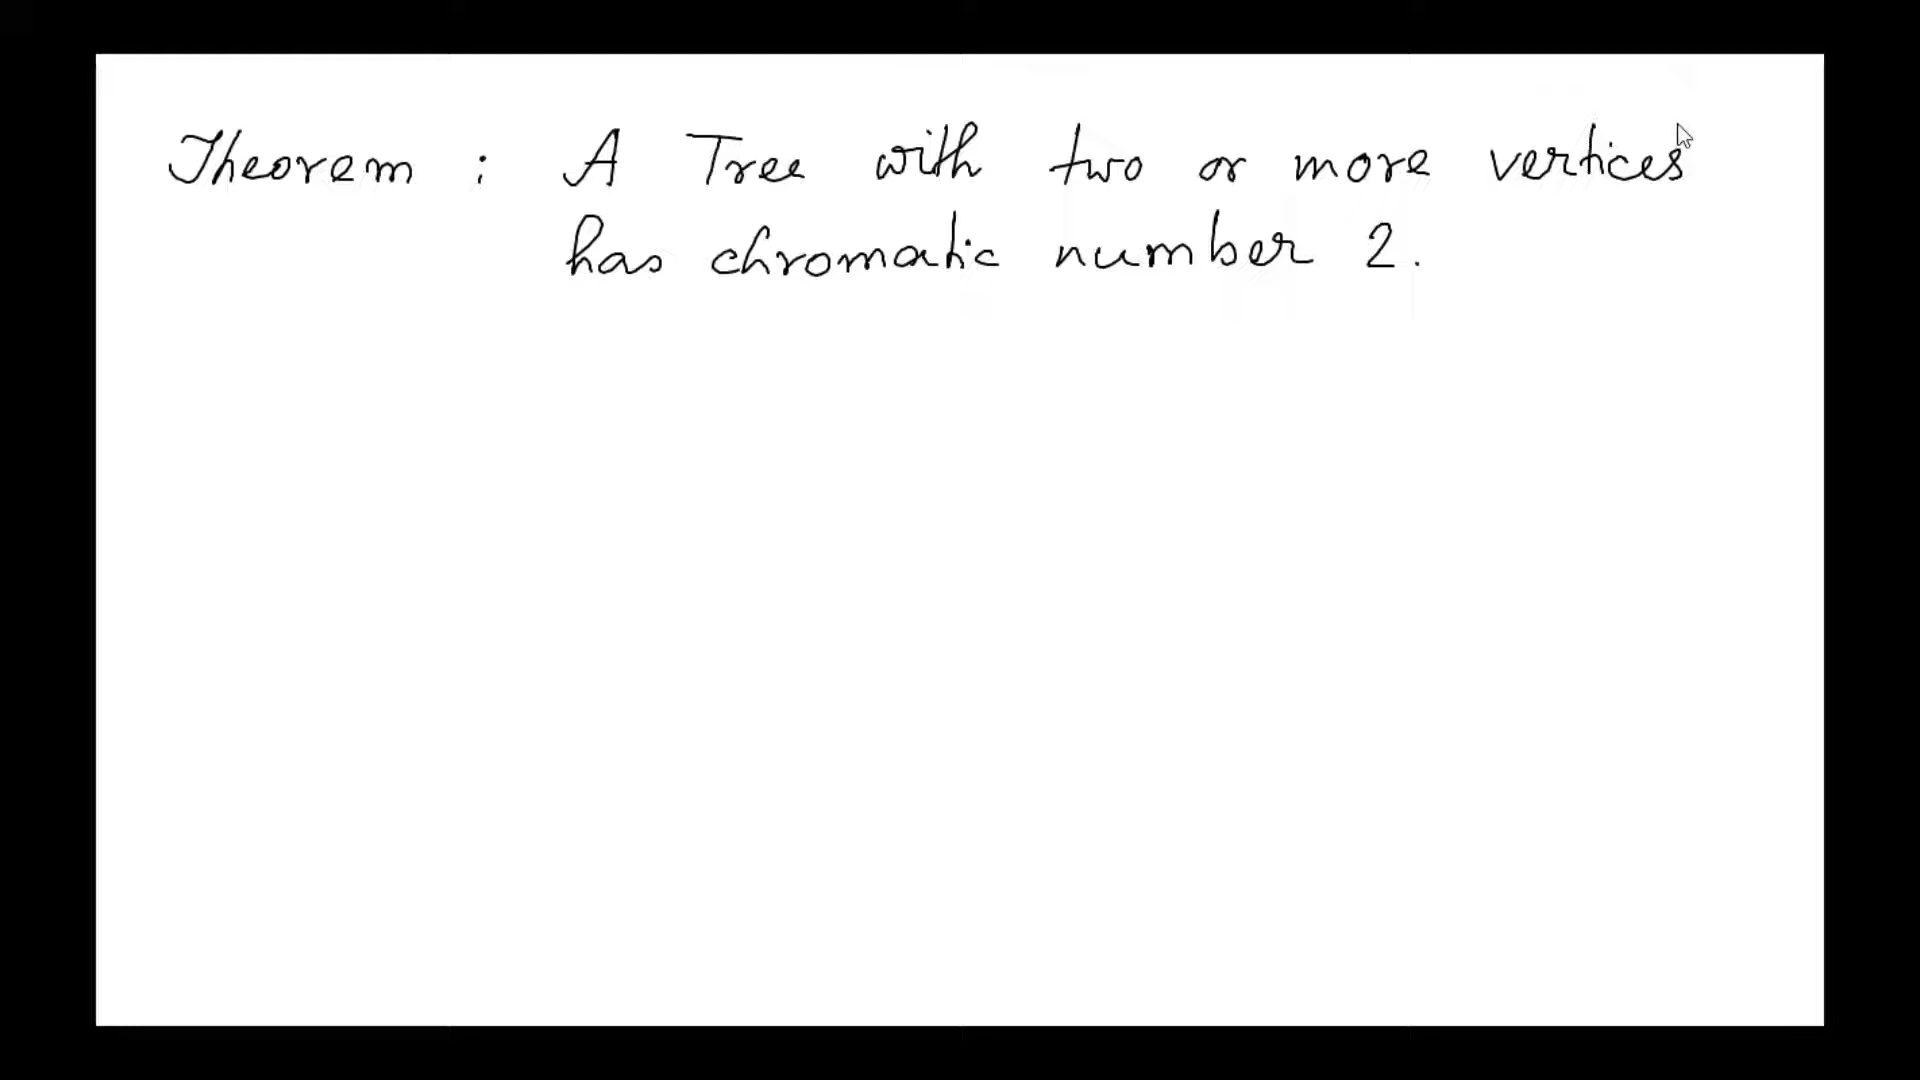 Theorem : A Tree with two or more vertices
has chromatic number 2.